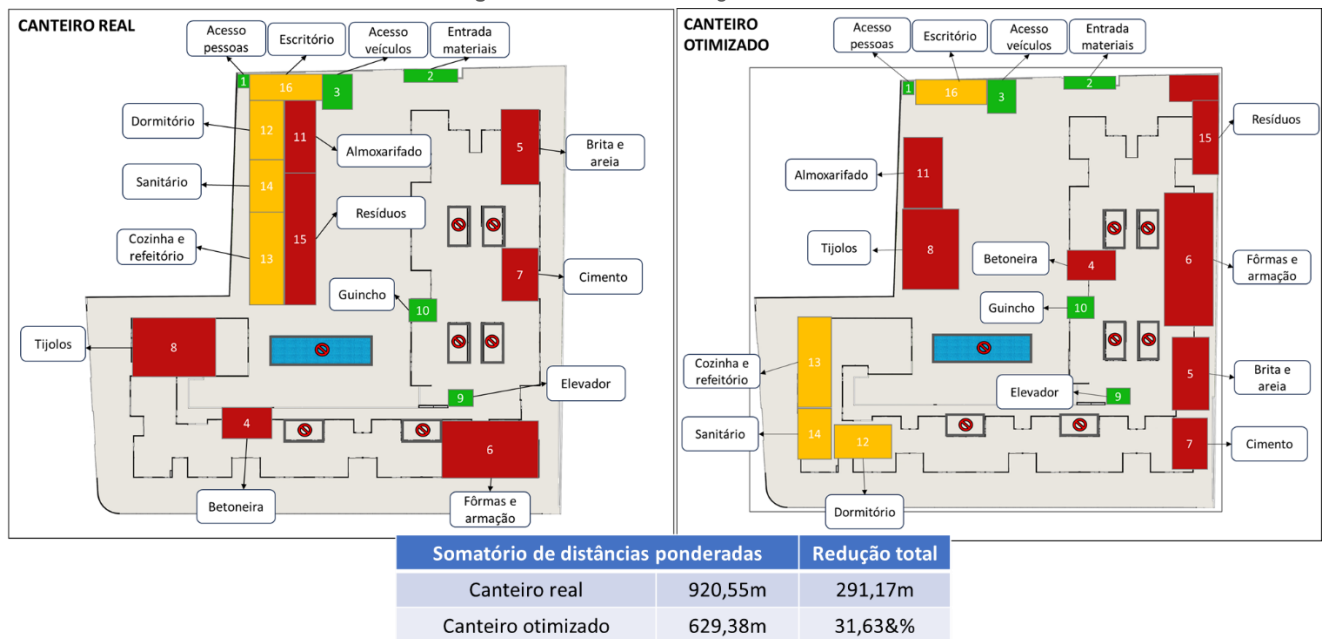 CANTEIRO REAL
Acesso
pessoas
Escritório
Acesso
veículos
Entrada
materiais
1
16
3
2
Dormitório
12
11
Almoxarifado
5
Brita e
areia
Sanitário
14
15
Resíduos
Cozinha e
refeitório
13
7
Cimento
Guincho
10
Tijolos
8
Elevador
9
4
6
Betoneira
Fôrmas e
armação
CANTEIRO
OTIMIZADO
Acesso
pessoas
Escritório
Acesso
veículos
Entrada
materiais
1
16
3
2
Resíduos
15
Almoxarifado
11
Tijolos
8
Betoneira
4
6
Fôrmas e
armação
Guincho
10
Cozinha e
refeitório
13
5
Brita e
areia
Elevador
9
Sanitário
14
12
7
Cimento
Dormitório
Somatório de distâncias ponderadas Redução total
Canteiro real 920,55m 291,17m
Canteiro otimizado 629,38m 31,63&%